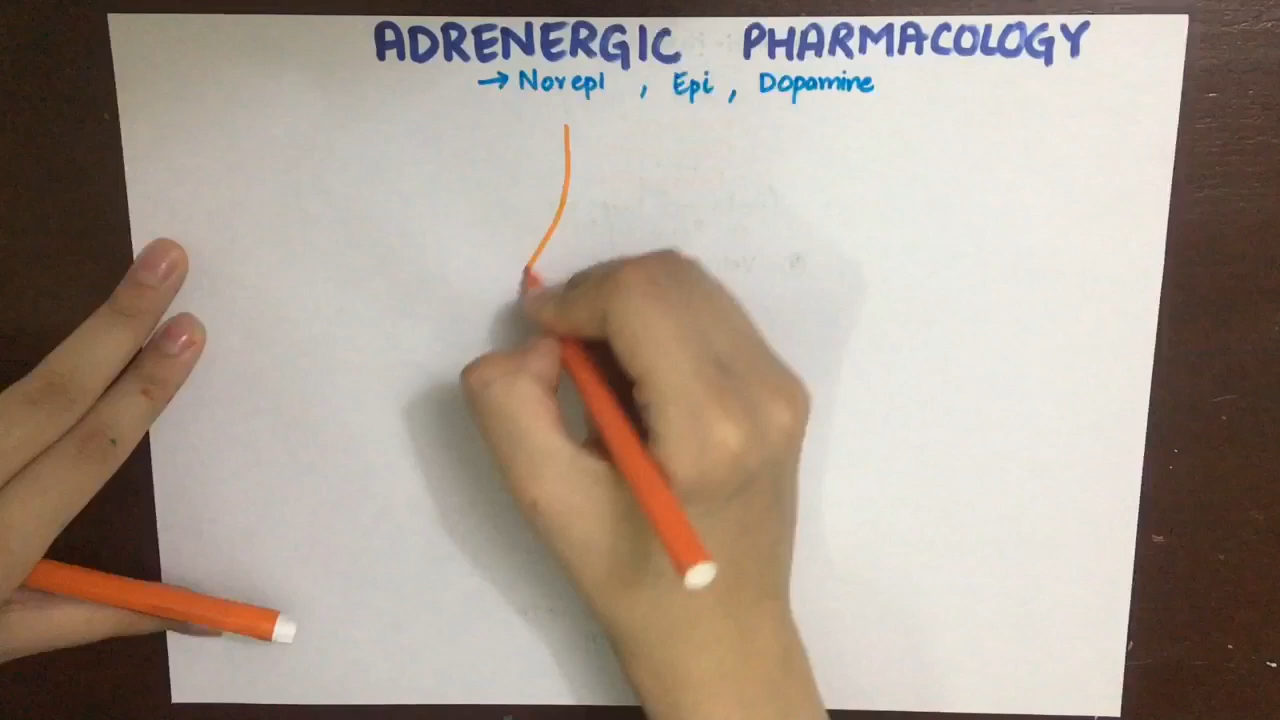 ADRENERGIC PHARMACOLOGY
→ Norepi , Epi , Dopamine